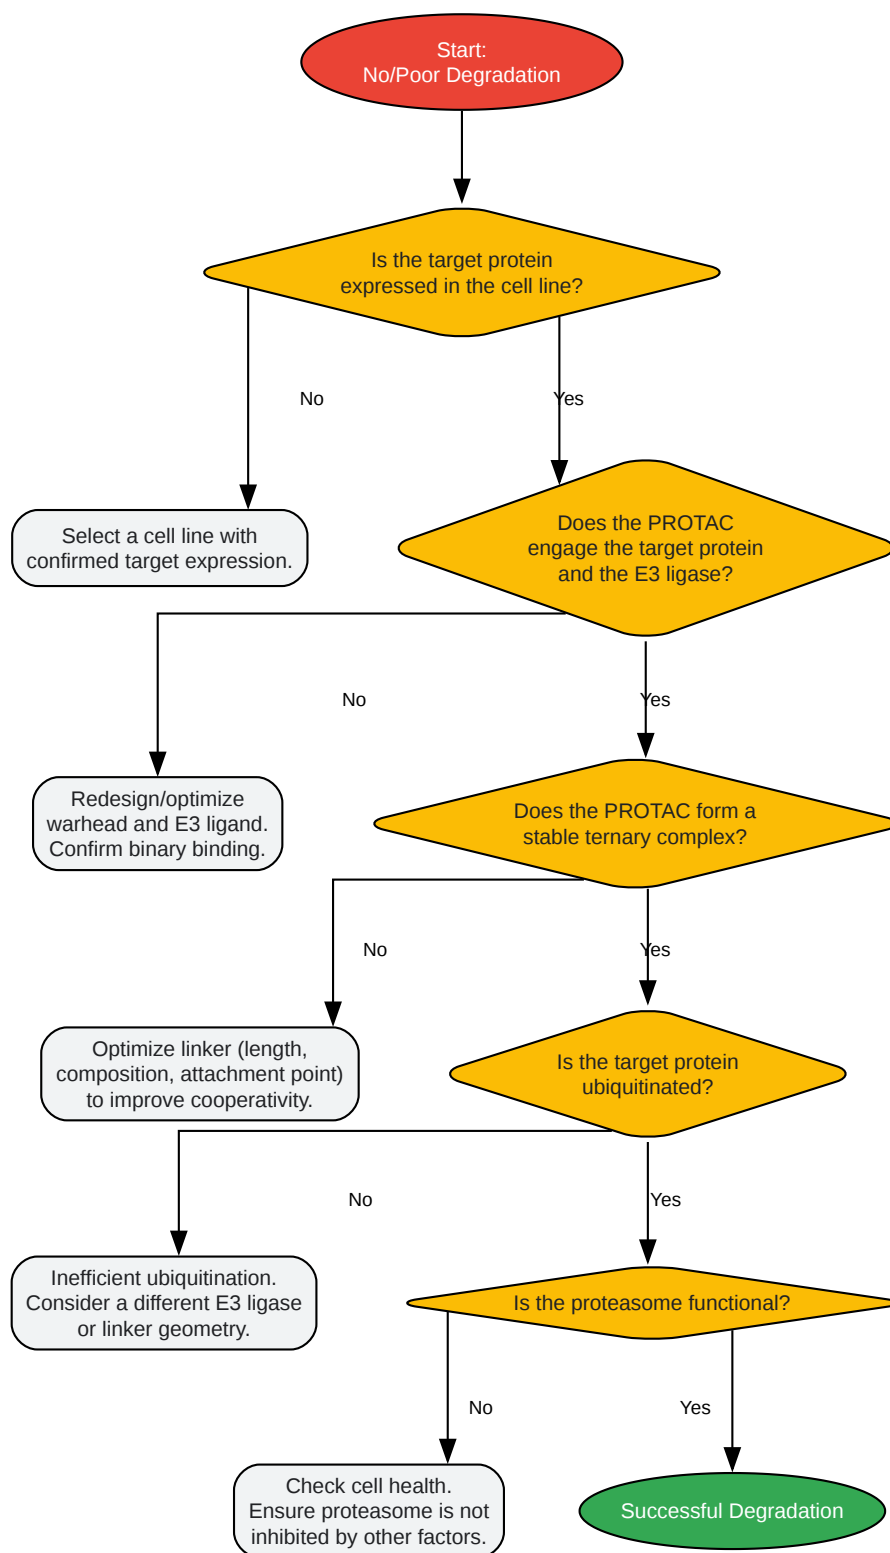 Start:
No/Poor Degradation
Is the target protein
expressed in the cell line?
No
Yes
Select a cell line with
confirmed target expression.
Does the PROTAC
engage the target protein
and the E3 ligase?
No
Yes
Redesign/optimize
warhead and E3 ligand.
Confirm binary binding.
Does the PROTAC form a
stable ternary complex?
No
Yes
Optimize linker (length,
composition, attachment point)
to improve cooperativity.
Is the target protein
ubiquitinated?
No
Yes
Inefficient ubiquitination.
Consider a different E3 ligase
or linker geometry.
Is the proteasome functional?
No
Yes
Check cell health.
Ensure proteasome is not
inhibited by other factors.
Successful Degradation